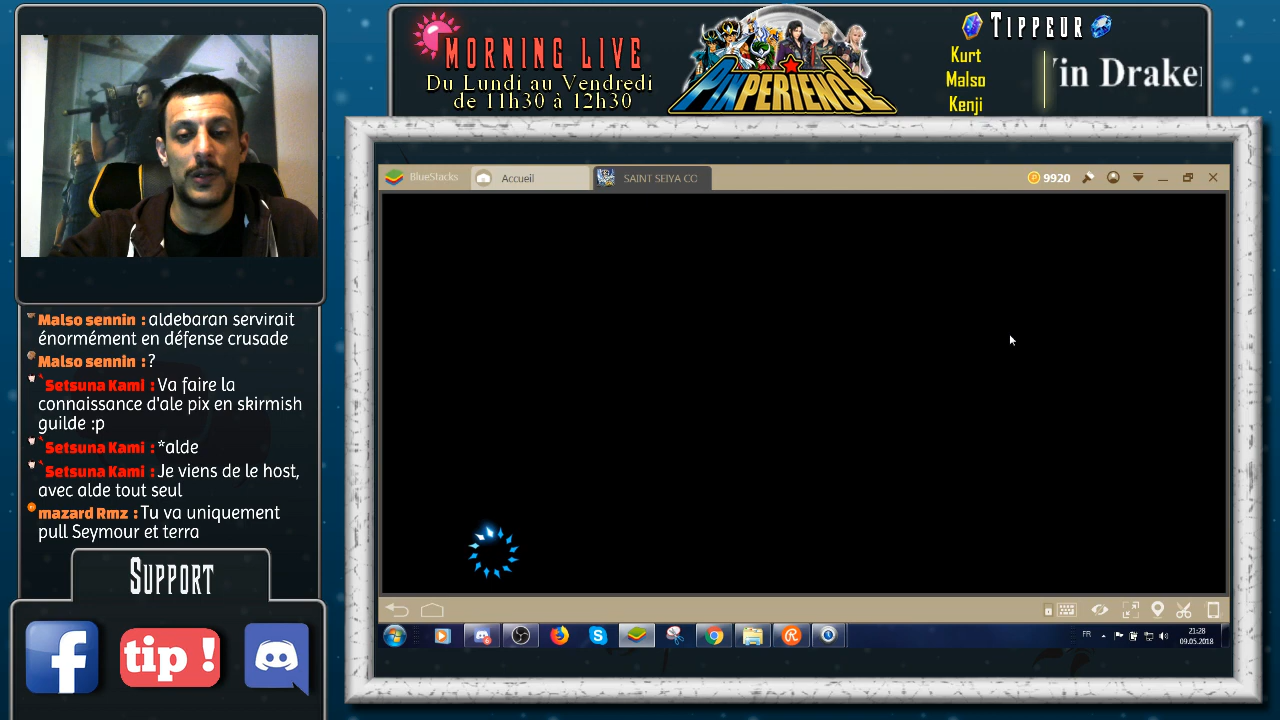 MORNING LIVE
Du Lundi au Vendredi
de 11h30 à 12h30
PIXPERIENCE
TIPPEUR
Kurt
Malso
Kenji
in Drake
BlueStacks
Accueil
SAINT SEIYA CO
9920
Malso sennin : aldebaran servirait
énormément en défense crusade
Malso sennin : ?
Setsuna Kami : Va faire la
connaissance d'ale pix en skirmish
guilde :p
Setsuna Kami : *alde
Setsuna Kami : Je viens de le host,
avec alde tout seul
mazard Rmz : Tu va uniquement
pull Seymour et terra
SUPPORT
f
tip !
FR
21:28
09.05.2018